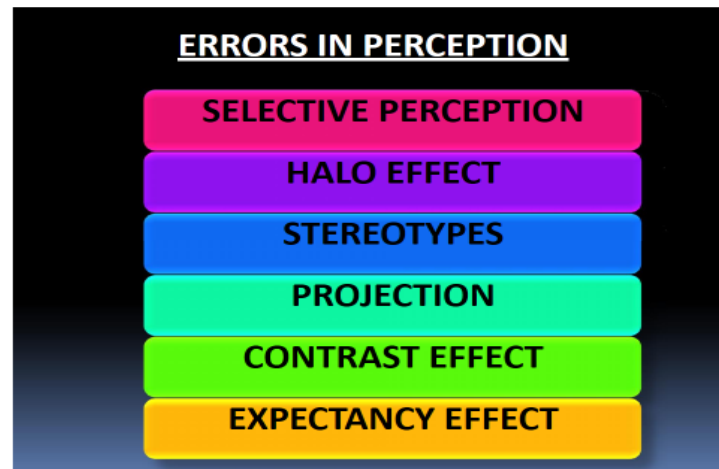 ERRORS IN PERCEPTION
SELECTIVE PERCEPTION
HALO EFFECT
STEREOTYPES
PROJECTION
CONTRAST EFFECT
EXPECTANCY EFFECT